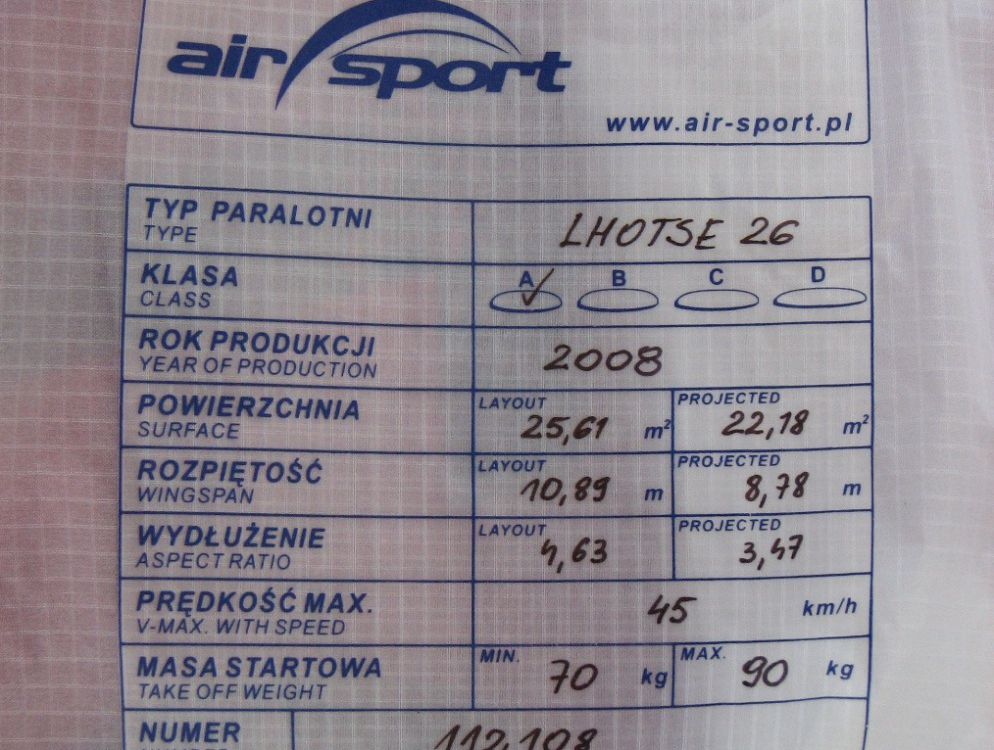 air sport
www.air-sport.pl
TYP PARALOTNI
TYPE
LHOTSE 26
KLASA
CLASS
A ✓ B C D
ROK PRODUKCJI
YEAR OF PRODUCTION
2008
POWIERZCHNIA
SURFACE
LAYOUT
25,61 m²
PROJECTED
22,18 m²
ROZPIĘTOŚĆ
WINGSPAN
LAYOUT
10,89 m
PROJECTED
8,78 m
WYDŁUŻENIE
ASPECT RATIO
LAYOUT
4,63
PROJECTED
3,47
PRĘDKOŚĆ MAX.
V-MAX. WITH SPEED
45 km/h
MASA STARTOWA
TAKE OFF WEIGHT
MIN.
70 kg
MAX.
90 kg
NUMER
112,108